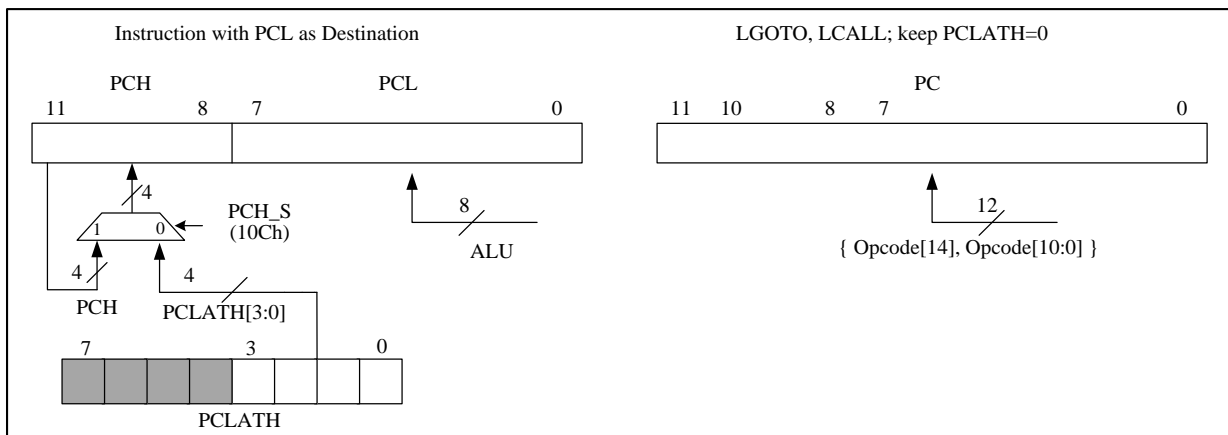 Instruction with PCL as Destination
LGOTO, LCALL; keep PCLATH=0
PCH
PCL
11
8
7
0
4
1
0
PCH_S
(10Ch)
8
ALU
4
PCH
4
PCLATH[3:0]
7
3
0
PCLATH
PC
11
10
8
7
0
12
{ Opcode[14], Opcode[10:0] }